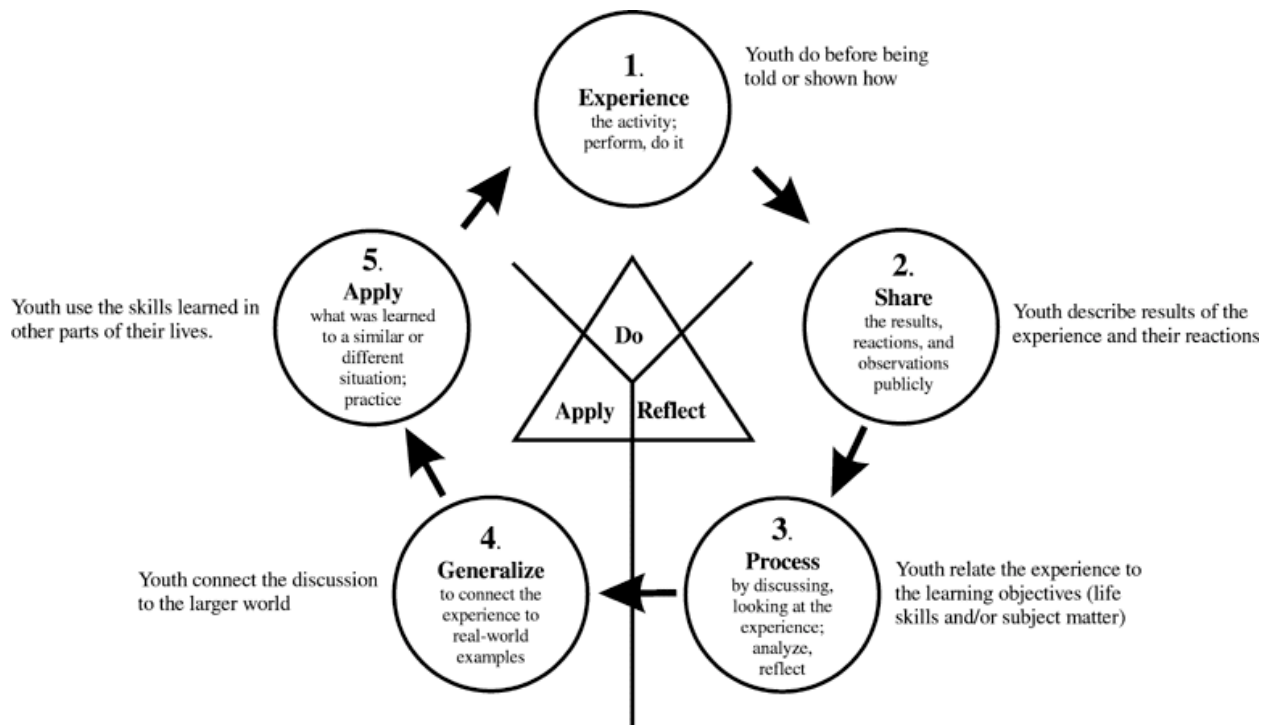 1.
Experience
the activity;
perform, do it
Youth do before being
told or shown how
2.
Share
the results,
reactions, and
observations
publicly
Youth describe results of the
experience and their reactions
3.
Process
by discussing,
looking at the
experience;
analyze,
reflect
Youth relate the experience to
the learning objectives (life
skills and/or subject matter)
4.
Generalize
to connect the
experience to
real-world
examples
Youth connect the discussion
to the larger world
5.
Apply
what was learned
to a similar or
different
situation;
practice
Youth use the skills learned in
other parts of their lives.
Do
Apply
Reflect